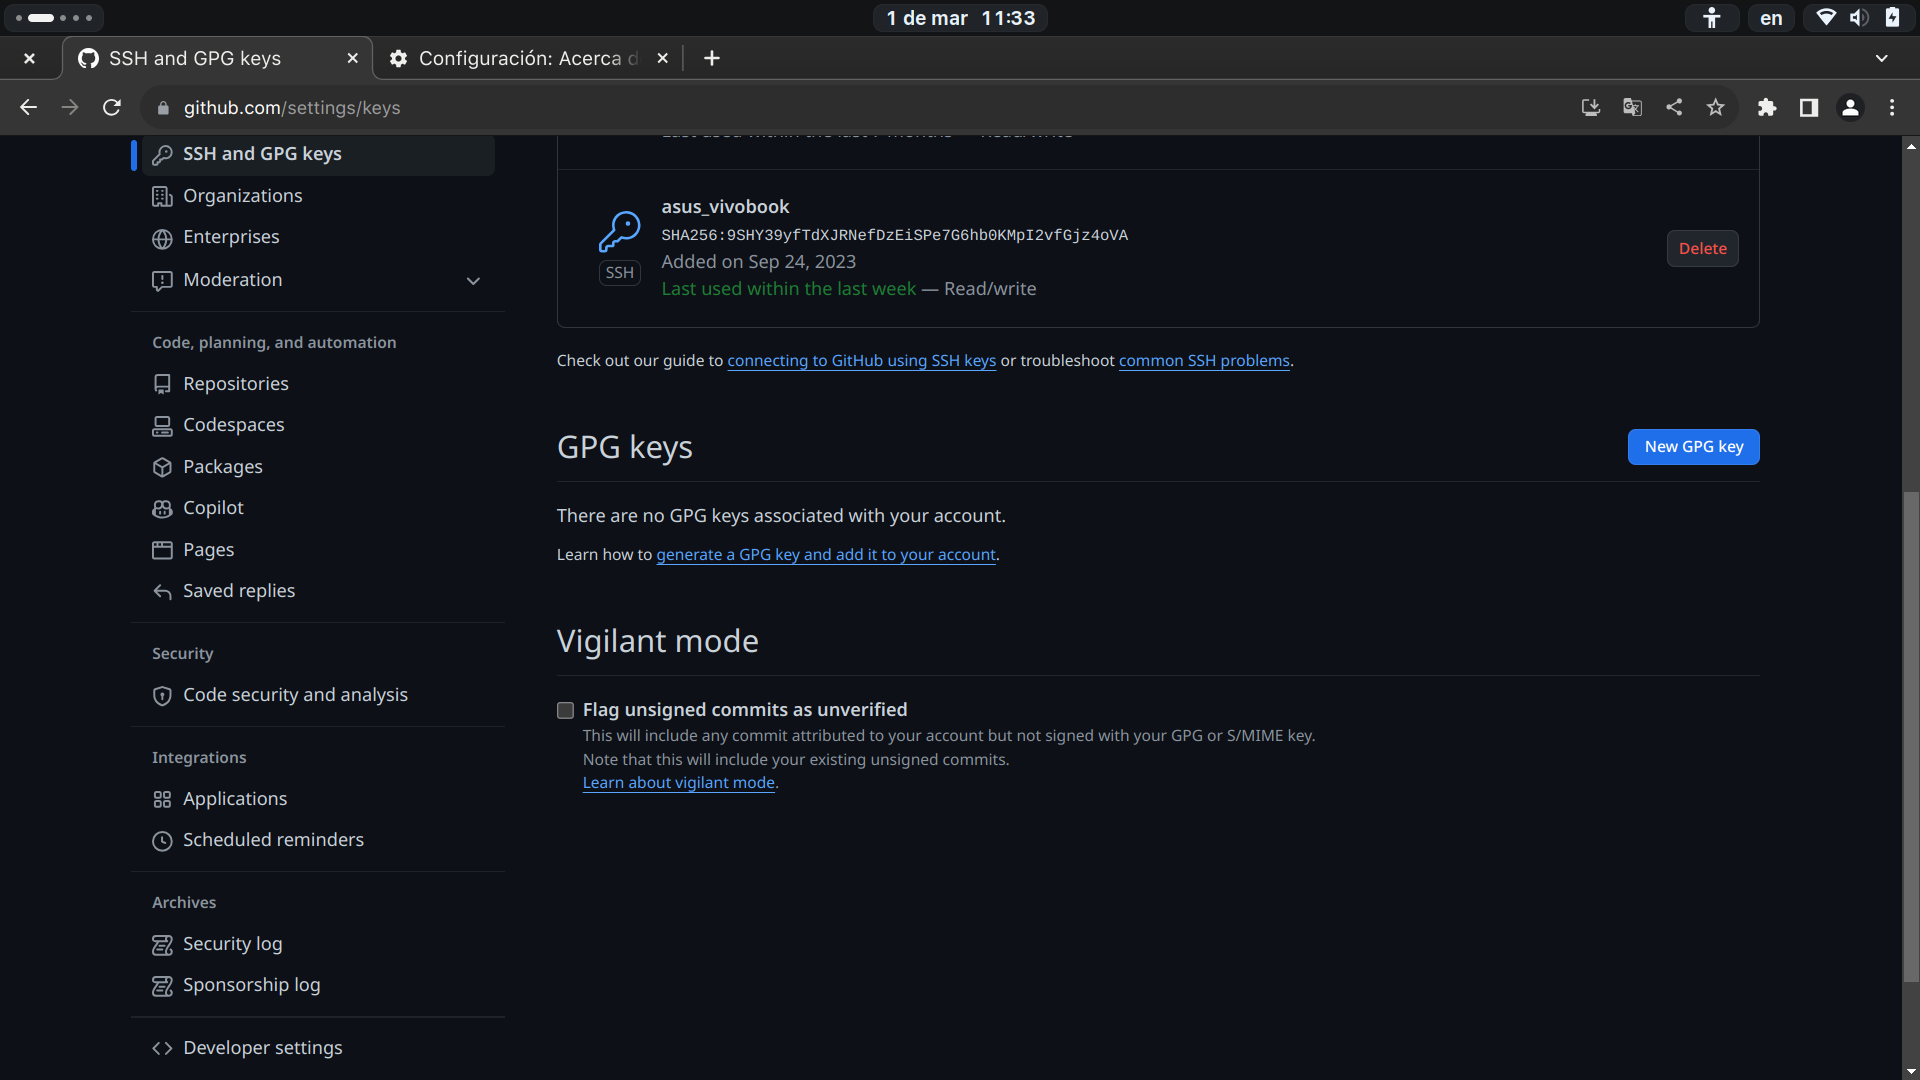 1 de mar 11:33
en
SSH and GPG keys
Configuración: Acerca d
github.com/settings/keys
SSH and GPG keys
Organizations
Enterprises
Moderation
Code, planning, and automation
Repositories
Codespaces
Packages
Copilot
Pages
Saved replies
Security
Code security and analysis
Integrations
Applications
Scheduled reminders
Archives
Security log
Sponsorship log
Developer settings
asus_vivobook
SHA256:9SHY39yfTdXJRNefDzEiSPe7G6hb0KMpI2vfGjz4oVA
Added on Sep 24, 2023
Last used within the last week — Read/write
SSH
Delete
Check out our guide to connecting to GitHub using SSH keys or troubleshoot common SSH problems.
GPG keys
New GPG key
There are no GPG keys associated with your account.
Learn how to generate a GPG key and add it to your account.
Vigilant mode
Flag unsigned commits as unverified
This will include any commit attributed to your account but not signed with your GPG or S/MIME key.
Note that this will include your existing unsigned commits.
Learn about vigilant mode.